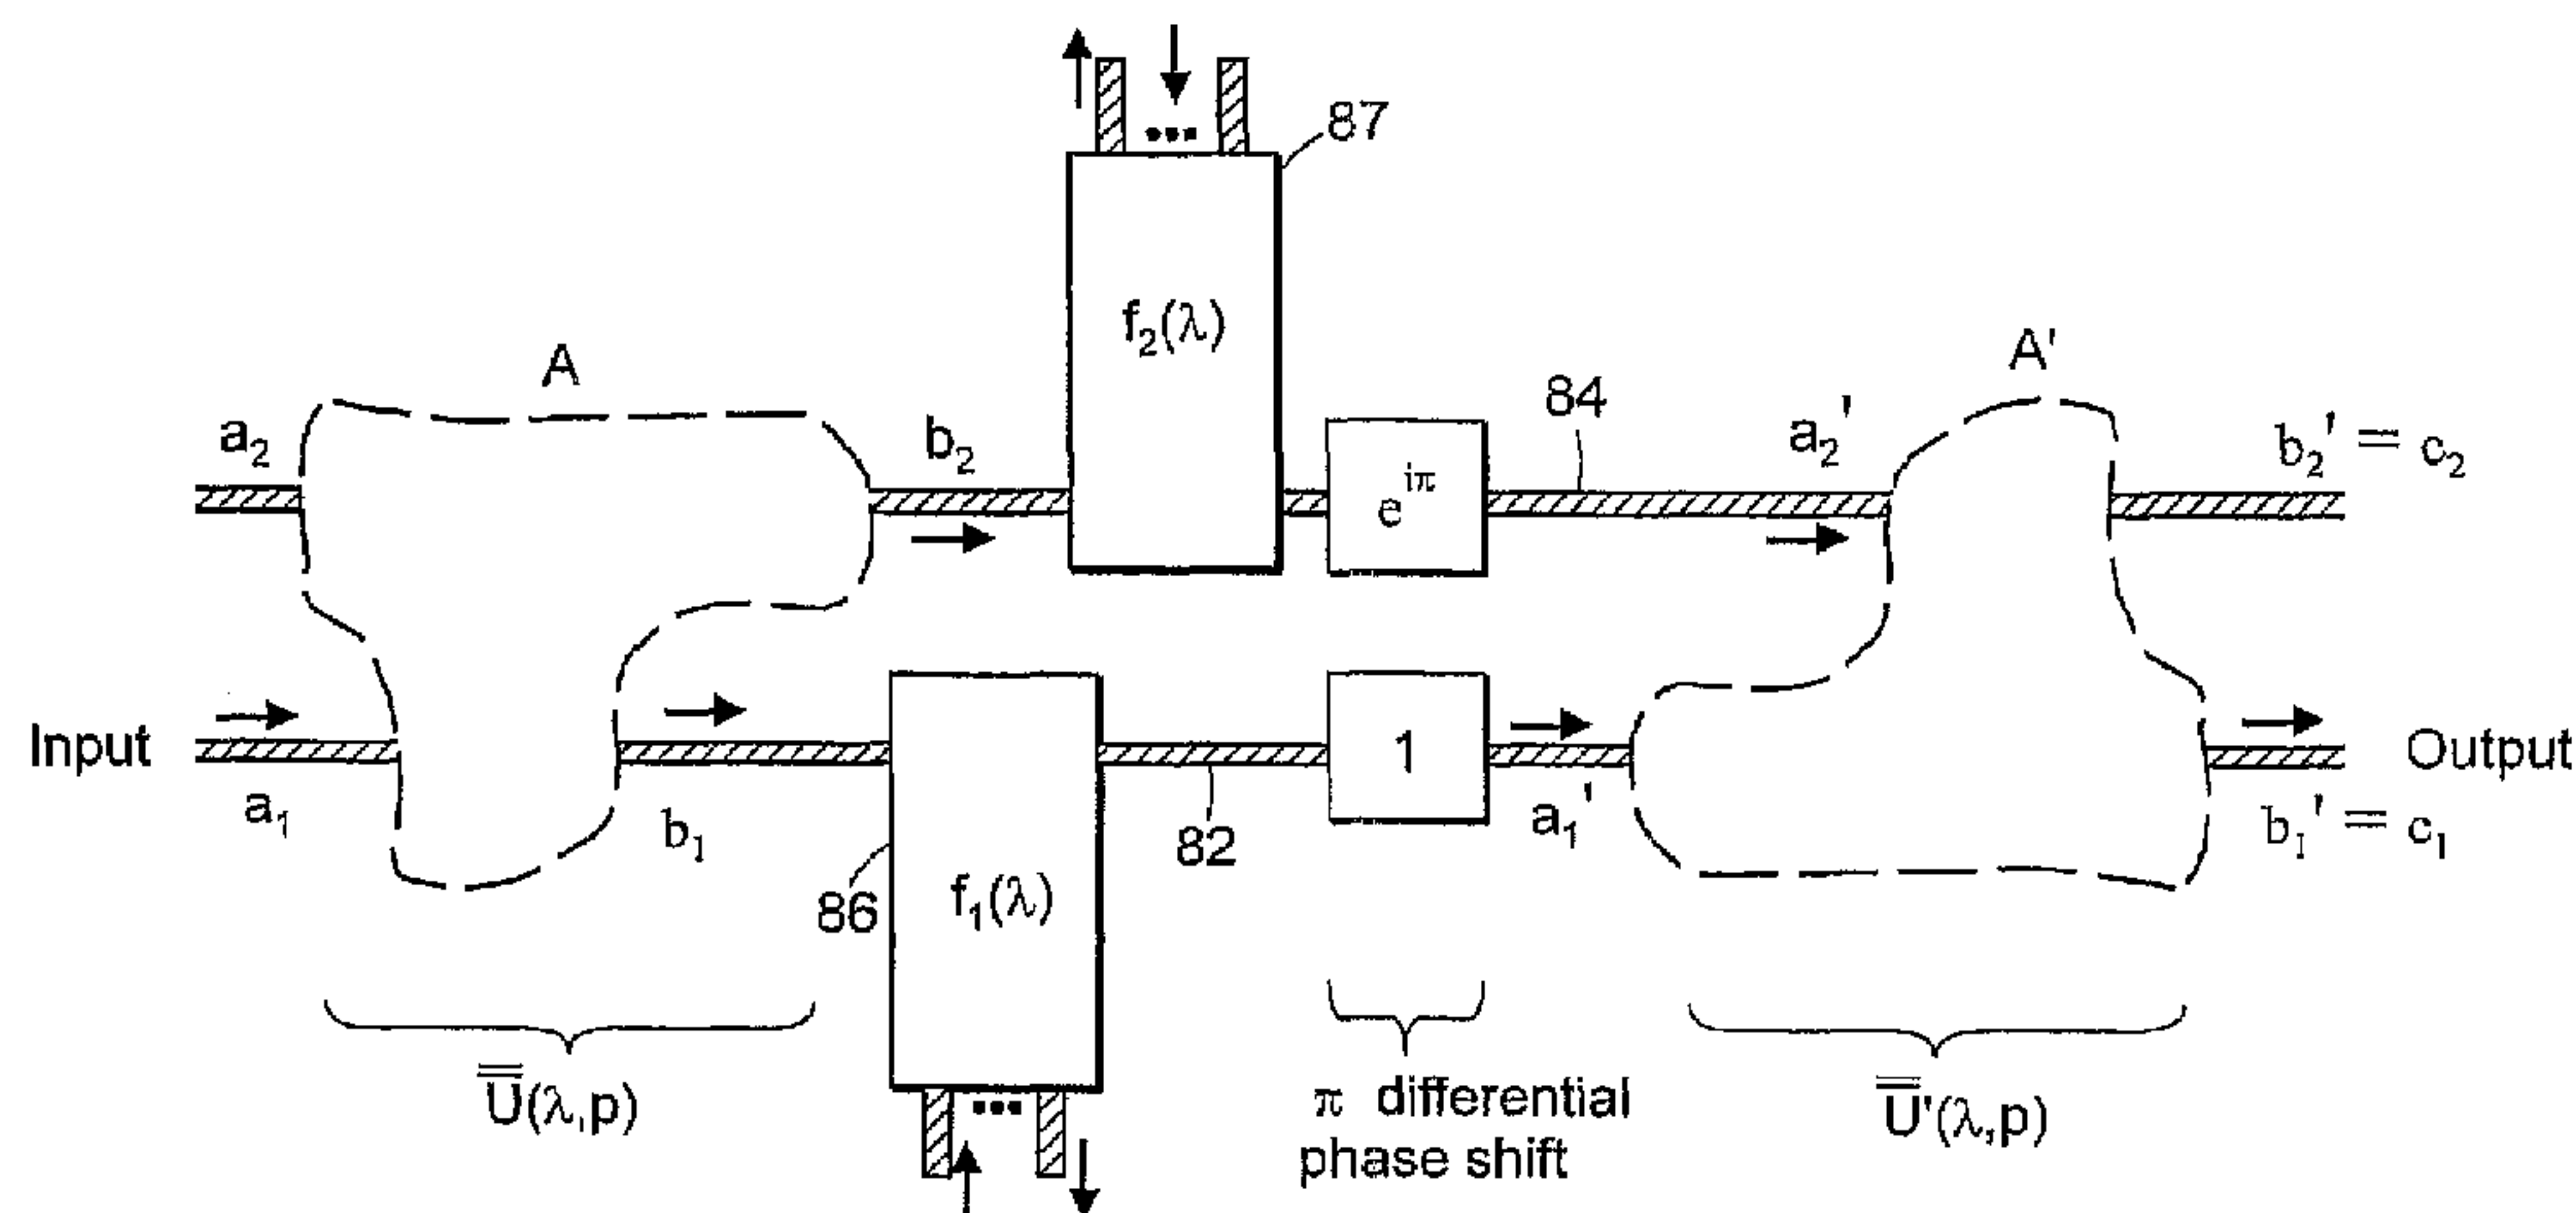 87
f₂(λ)
A
A'
84
a₂
b₂
a₂'
b₂' = c₂
e^{iπ}
Input
1
Output
a₁
b₁
82
a₁'
b₁' = c₁
86
f₁(λ)
U̿(λ,p)
π differential
phase shift
U̿'(λ,p)